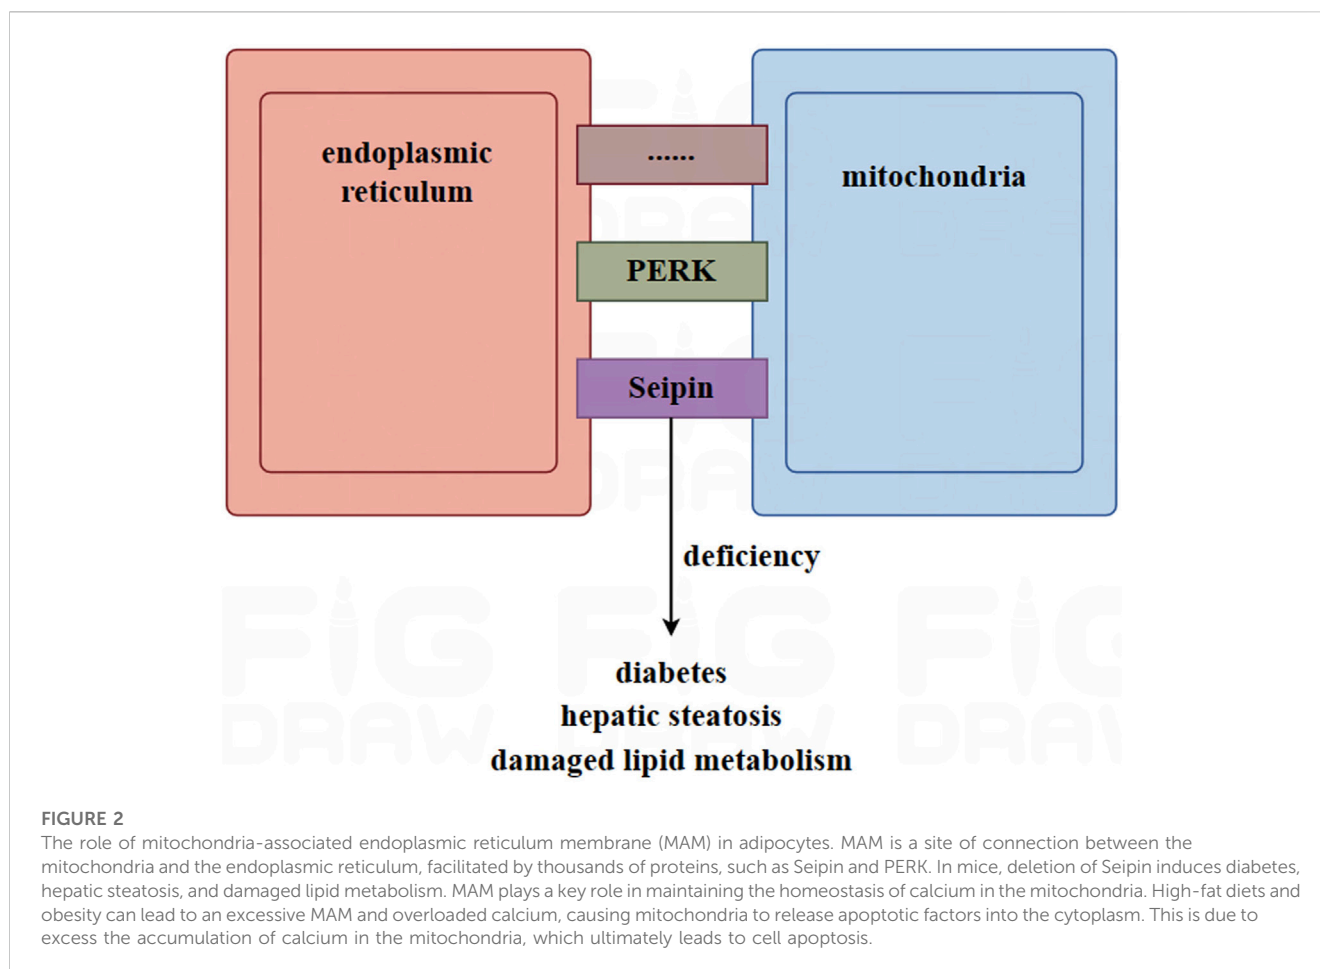 endoplasmic
reticulum
......
mitochondria
PERK
Seipin
deficiency
diabetes
hepatic steatosis
damaged lipid metabolism
FIG DRAW
FIG DRAW
FIG DRAW
FIGURE 2
The role of mitochondria-associated endoplasmic reticulum membrane (MAM) in adipocytes. MAM is a site of connection between the
mitochondria and the endoplasmic reticulum, facilitated by thousands of proteins, such as Seipin and PERK. In mice, deletion of Seipin induces diabetes,
hepatic steatosis, and damaged lipid metabolism. MAM plays a key role in maintaining the homeostasis of calcium in the mitochondria. High-fat diets and
obesity can lead to an excessive MAM and overloaded calcium, causing mitochondria to release apoptotic factors into the cytoplasm. This is due to
excess the accumulation of calcium in the mitochondria, which ultimately leads to cell apoptosis.